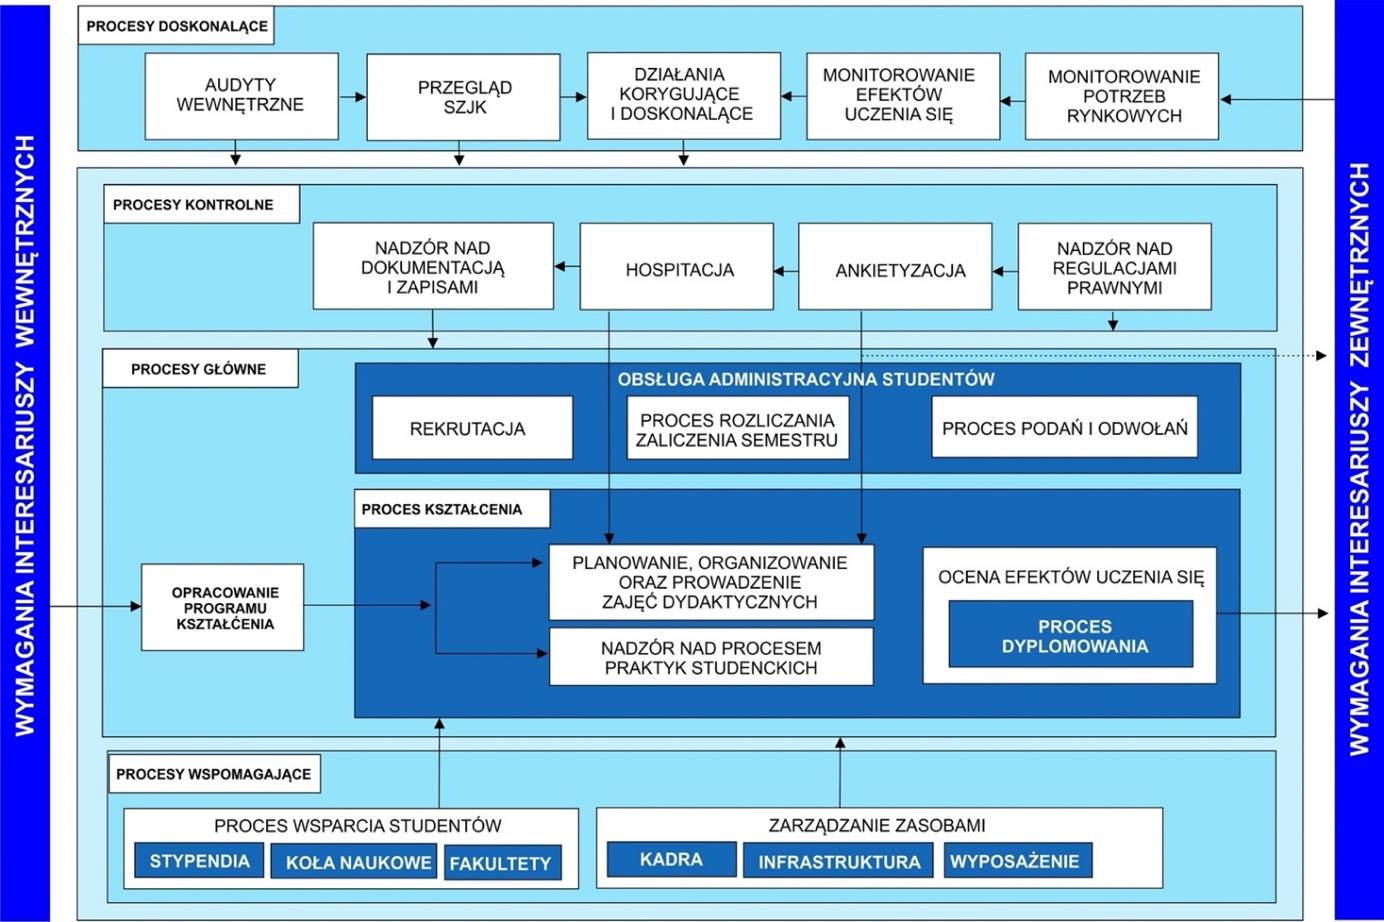 WYMAGANIA INTERESARIUSZY WEWNĘTRZNYCH
PROCESY DOSKONALĄCE
AUDYTY
WEWNĘTRZNE
PRZEGLĄD
SZJK
DZIAŁANIA
KORYGUJĄCE
I DOSKONALĄCE
MONITOROWANIE
EFEKTÓW
UCZENIA SIĘ
MONITOROWANIE
POTRZEB
RYNKOWYCH
PROCESY KONTROLNE
NADZÓR NAD
DOKUMENTACJĄ
I ZAPISAMI
HOSPITACJA
ANKIETYZACJA
NADZÓR NAD
REGULACJAMI
PRAWNYMI
PROCESY GŁÓWNE
OBSŁUGA ADMINISTRACYJNA STUDENTÓW
REKRUTACJA
PROCES ROZLICZANIA
ZALICZENIA SEMESTRU
PROCES PODAŃ I ODWOŁAŃ
PROCES KSZTAŁCENIA
OPRACOWANIE
PROGRAMU
KSZTAŁĆENIA
PLANOWANIE, ORGANIZOWANIE
ORAZ PROWADZENIE
ZAJĘĆ DYDAKTYCZNYCH
NADZÓR NAD PROCESEM
PRAKTYK STUDENCKICH
OCENA EFEKTÓW UCZENIA SIĘ
PROCES
DYPLOMOWANIA
PROCESY WSPOMAGAJĄCE
PROCES WSPARCIA STUDENTÓW
STYPENDIA
KOŁA NAUKOWE
FAKULTETY
ZARZĄDZANIE ZASOBAMI
KADRA
INFRASTRUKTURA
WYPOSAŻENIE
WYMAGANIA INTERESARIUSZY ZEWNĘTRZNYCH